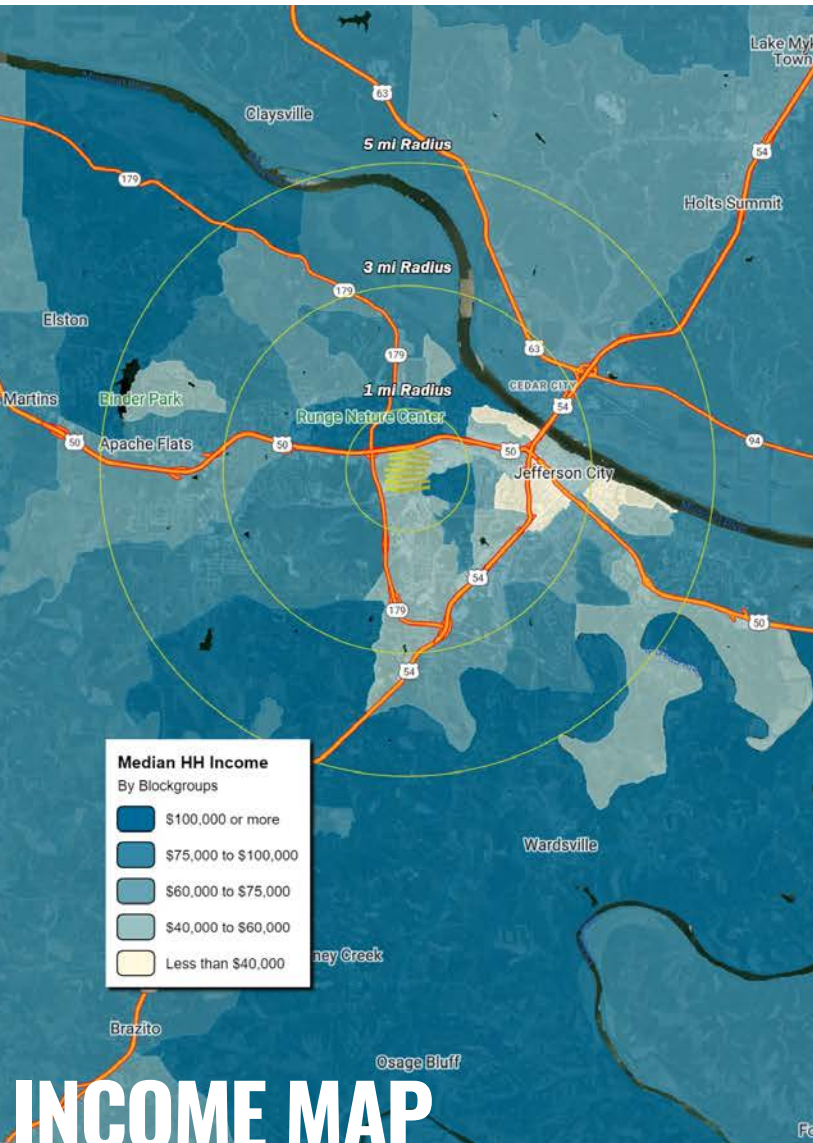 Lake Myk
Town
63
Claysville
5 mi Radius
54
179
Holts Summit
3 mi Radius
179
Elston
63
179
1 mi Radius
CEDAR CITY
Martins
Binder Park
54
Runge Nature Center
50
Apache Flats
50
50
94
Jefferson City
54
179
50
54
Median HH Income
By Blockgroups
$100,000 or more
$75,000 to $100,000
$60,000 to $75,000
$40,000 to $60,000
Less than $40,000
Wardsville
ney Creek
Brazito
Osage Bluff
INCOME MAP
Fo